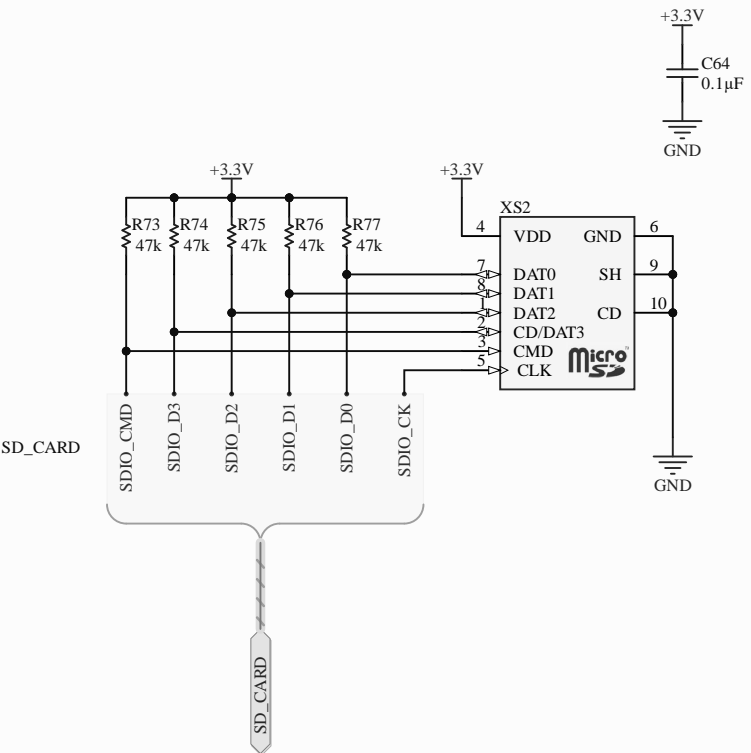 +3.3V
C64
0.1µF
GND
+3.3V
+3.3V
R73
47k
R74
47k
R75
47k
R76
47k
R77
47k
XS2
4
VDD
GND
6
7
DAT0
SH
9
8
DAT1
1
DAT2
CD
10
2
CD/DAT3
3
CMD
5
CLK
Micro
SD
SD_CARD
SDIO_CMD
SDIO_D3
SDIO_D2
SDIO_D1
SDIO_D0
SDIO_CK
GND
SD_CARD